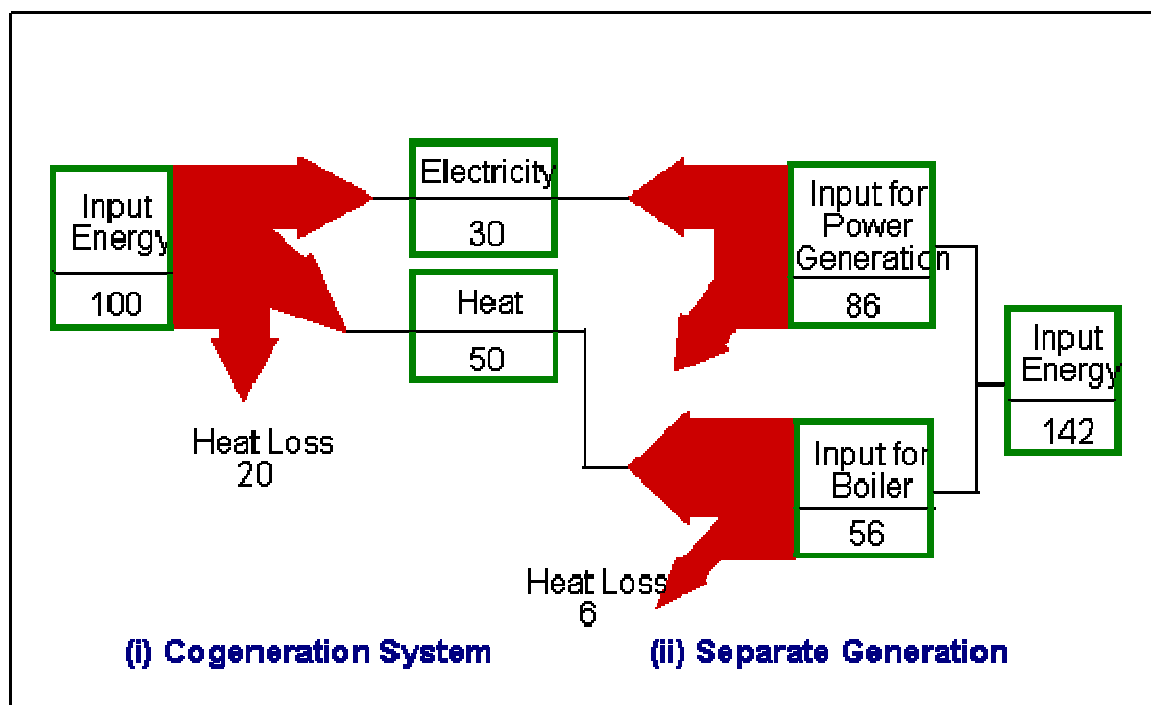 Input
Energy
100
Heat Loss
20
Electricity
30
Heat
50
Input for
Power
Generation
86
Input for
Boiler
56
Heat Loss
6
Input
Energy
142
(i) Cogeneration System
(ii) Separate Generation